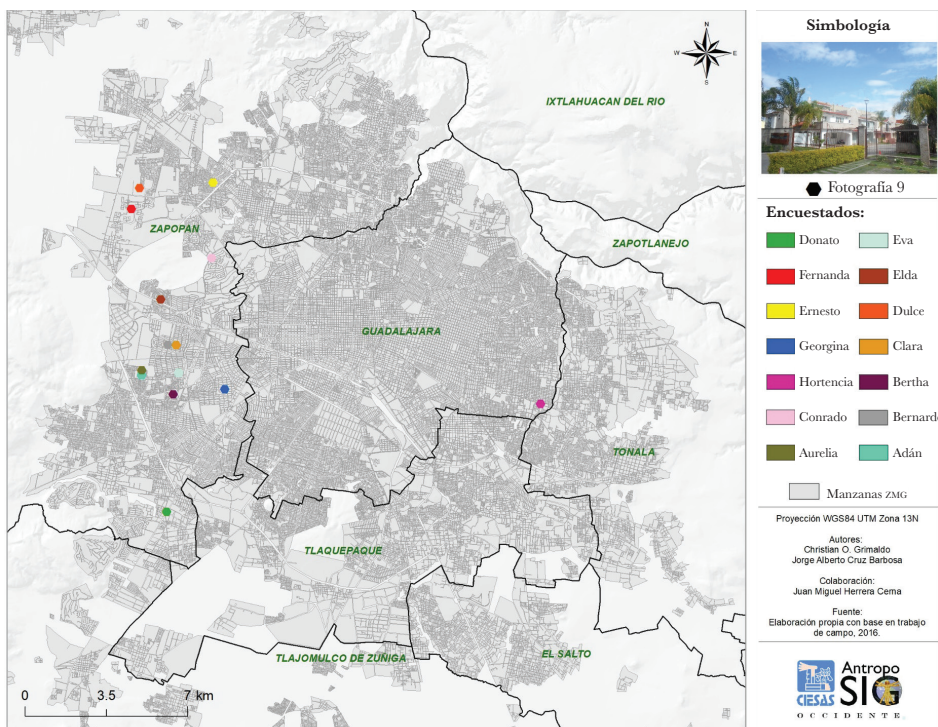 N
W E
S
IXTLAHUACAN DEL RIO
ZAPOPAN
ZAPOTLANEJO
GUADALAJARA
TONALA
TLAQUEPAQUE
TLAJOMULCO DE ZUÑIGA
EL SALTO
0 3.5 7 km
Simbología
Fotografía 9
Encuestados:
Donato Eva
Fernanda Elda
Ernesto Dulce
Georgina Clara
Hortencia Bertha
Conrado Bernard
Aurelia Adán
Manzanas ZMG
Proyección WGS84 UTM Zona 13N
Autores:
Christian O. Grimaldo
Jorge Alberto Cruz Barbosa
Colaboración:
Juan Miguel Herrera Cema
Fuente:
Elaboración propia con base en trabajo
de campo, 2016.
CIESAS
Antropo
SIG
OCCIDENTE